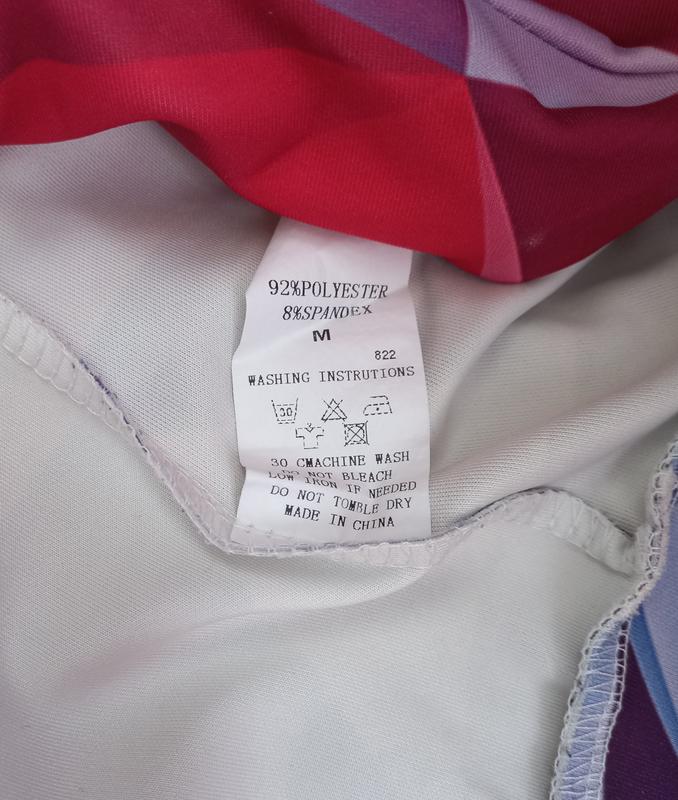 92%POLYESTER
8%SPANDEX
M
822
WASHING INSTRUTIONS
30
30 CMACHINE WASH
DO NOT BLEACH
LOW IRON IF NEEDED
DO NOT TOMBLE DRY
MADE IN CHINA